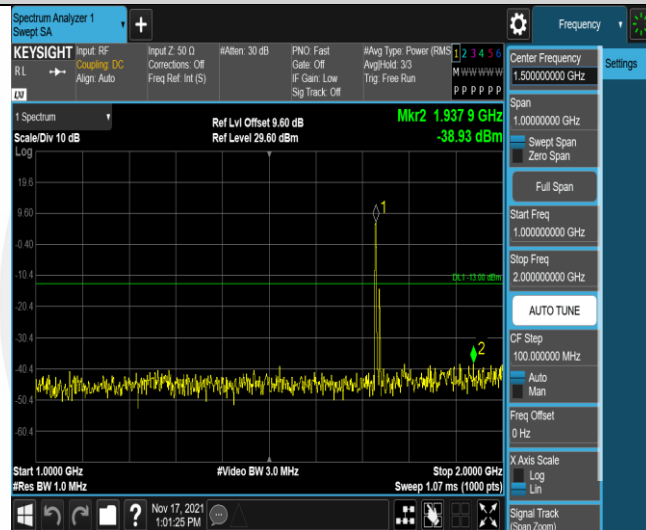 Spectrum Analyzer 1
Swept SA
+
Frequency
KEYSIGHT
Input: RF
Coupling: DC
Align: Auto
Input Z: 50 Ω
Corrections: Off
Freq Ref: Int (S)
#Atten: 30 dB
PNO: Fast
Gate: Off
IF Gain: Low
Sig Track: Off
#Avg Type: Power (RMS
Avg|Hold: 3/3
Trig: Free Run
1 2 3 4 5 6
M W W W W W
P P P P P P
R L
LXI
Center Frequency
1.500000000 GHz
Settings
Span
1.00000000 GHz
Swept Span
Zero Span
Full Span
Start Freq
1.000000000 GHz
Stop Freq
2.000000000 GHz
AUTO TUNE
CF Step
100.000000 MHz
Auto
Man
Freq Offset
0 Hz
X Axis Scale
Log
Lin
Signal Track
(Span Zoom)
1 Spectrum
Scale/Div 10 dB
Log
Ref Lvl Offset 9.60 dB
Ref Level 29.60 dBm
Mkr2 1.937 9 GHz
-38.93 dBm
19.6
9.60
-0.40
-10.4
-20.4
-30.4
-40.4
-50.4
-60.4
1
DL1 -13.00 dBm
2
Start 1.0000 GHz
#Res BW 1.0 MHz
#Video BW 3.0 MHz
Stop 2.0000 GHz
Sweep 1.07 ms (1000 pts)
?
Nov 17, 2021
1:01:25 PM